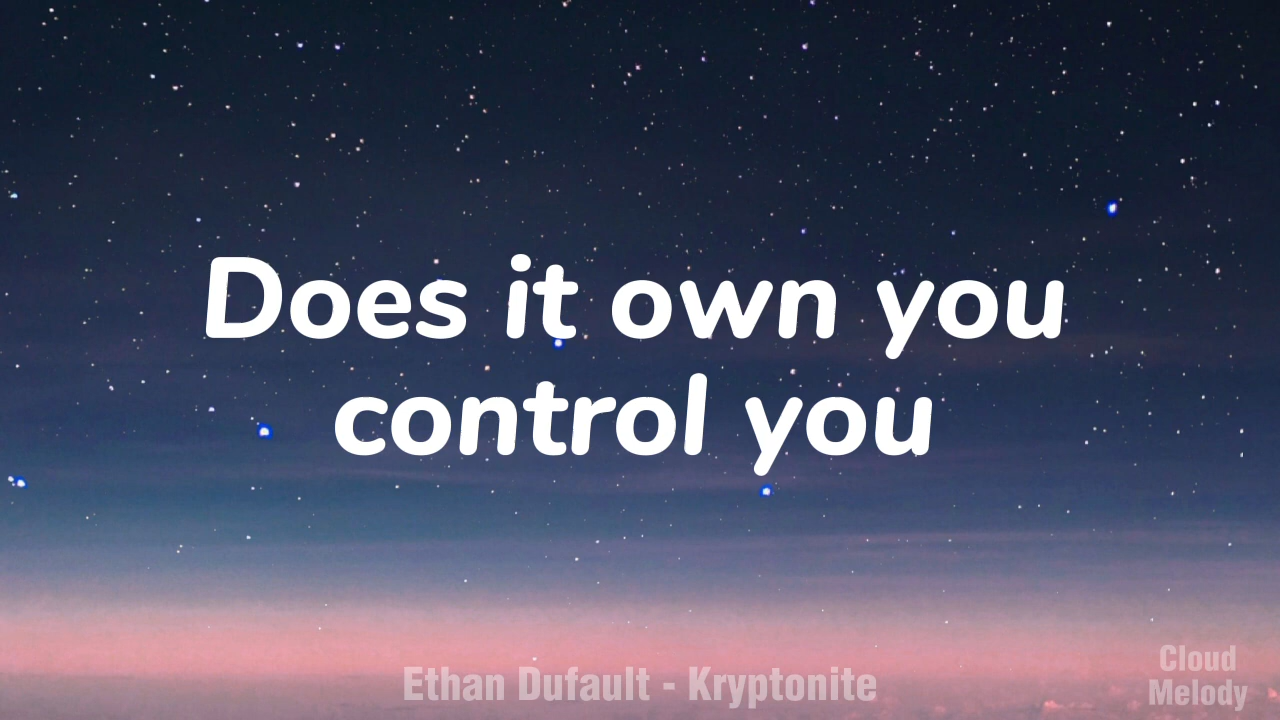 Does it own you
control you
Ethan Dufault - Kryptonite
Cloud
Melody